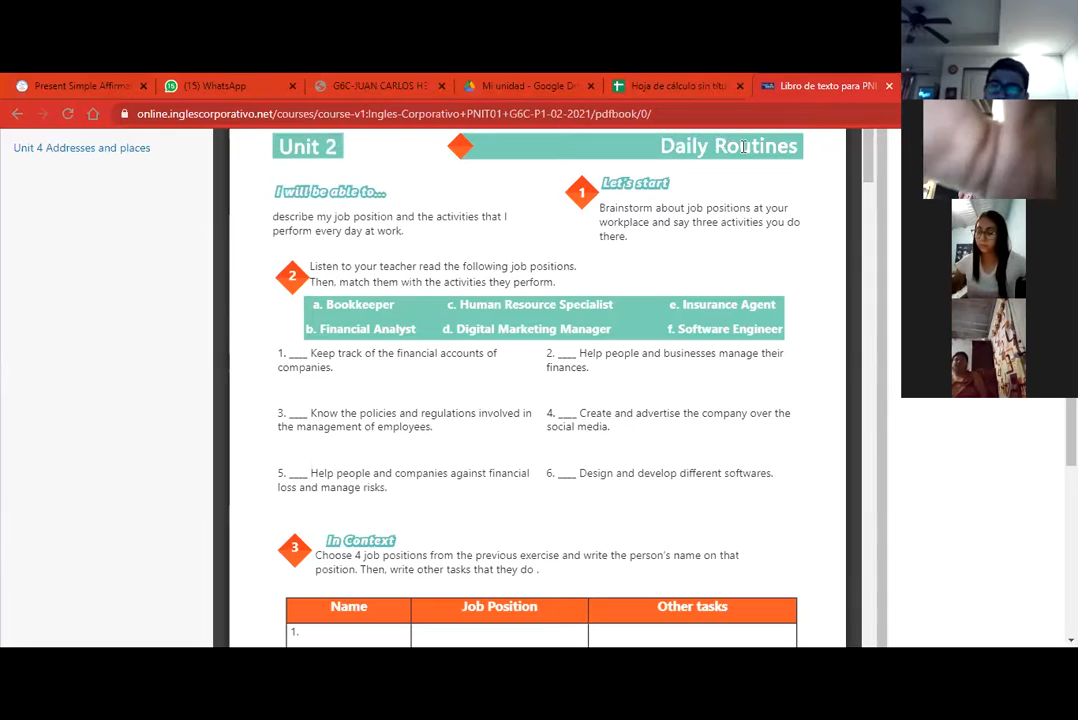 Present Simple Affirma
(15) WhatsApp
G6C-JUAN CARLOS HE
Mi unidad - Google Dr
Hoja de cálculo sin títu
Libro de texto para PNI
online.inglescorporativo.net/courses/course-v1:Ingles-Corporativo+PNIT01+G6C-P1-02-2021/pdfbook/0/
Unit 4 Addresses and places
Unit 2
Daily Routines
I will be able to...
describe my job position and the activities that I
perform every day at work.
1
Let's start
Brainstorm about job positions at your
workplace and say three activities you do
there.
2
Listen to your teacher read the following job positions.
Then, match them with the activities they perform.
a. Bookkeeper c. Human Resource Specialist e. Insurance Agent
b. Financial Analyst d. Digital Marketing Manager f. Software Engineer
1. ____ Keep track of the financial accounts of
companies.
2. ____ Help people and businesses manage their
finances.
3. ____ Know the policies and regulations involved in
the management of employees.
4. ____ Create and advertise the company over the
social media.
5. ____ Help people and companies against financial
loss and manage risks.
6. ____ Design and develop different softwares.
3
In Context
Choose 4 job positions from the previous exercise and write the person's name on that
position. Then, write other tasks that they do .
Name Job Position Other tasks
1.